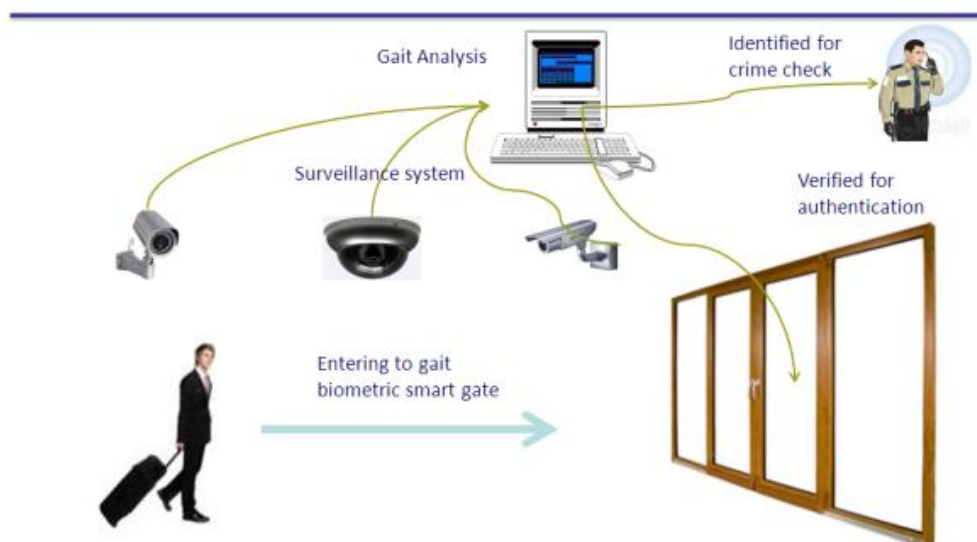 Gait Analysis
Identified for
crime check
Surveillance system
Verified for
authentication
Entering to gait
biometric smart gate